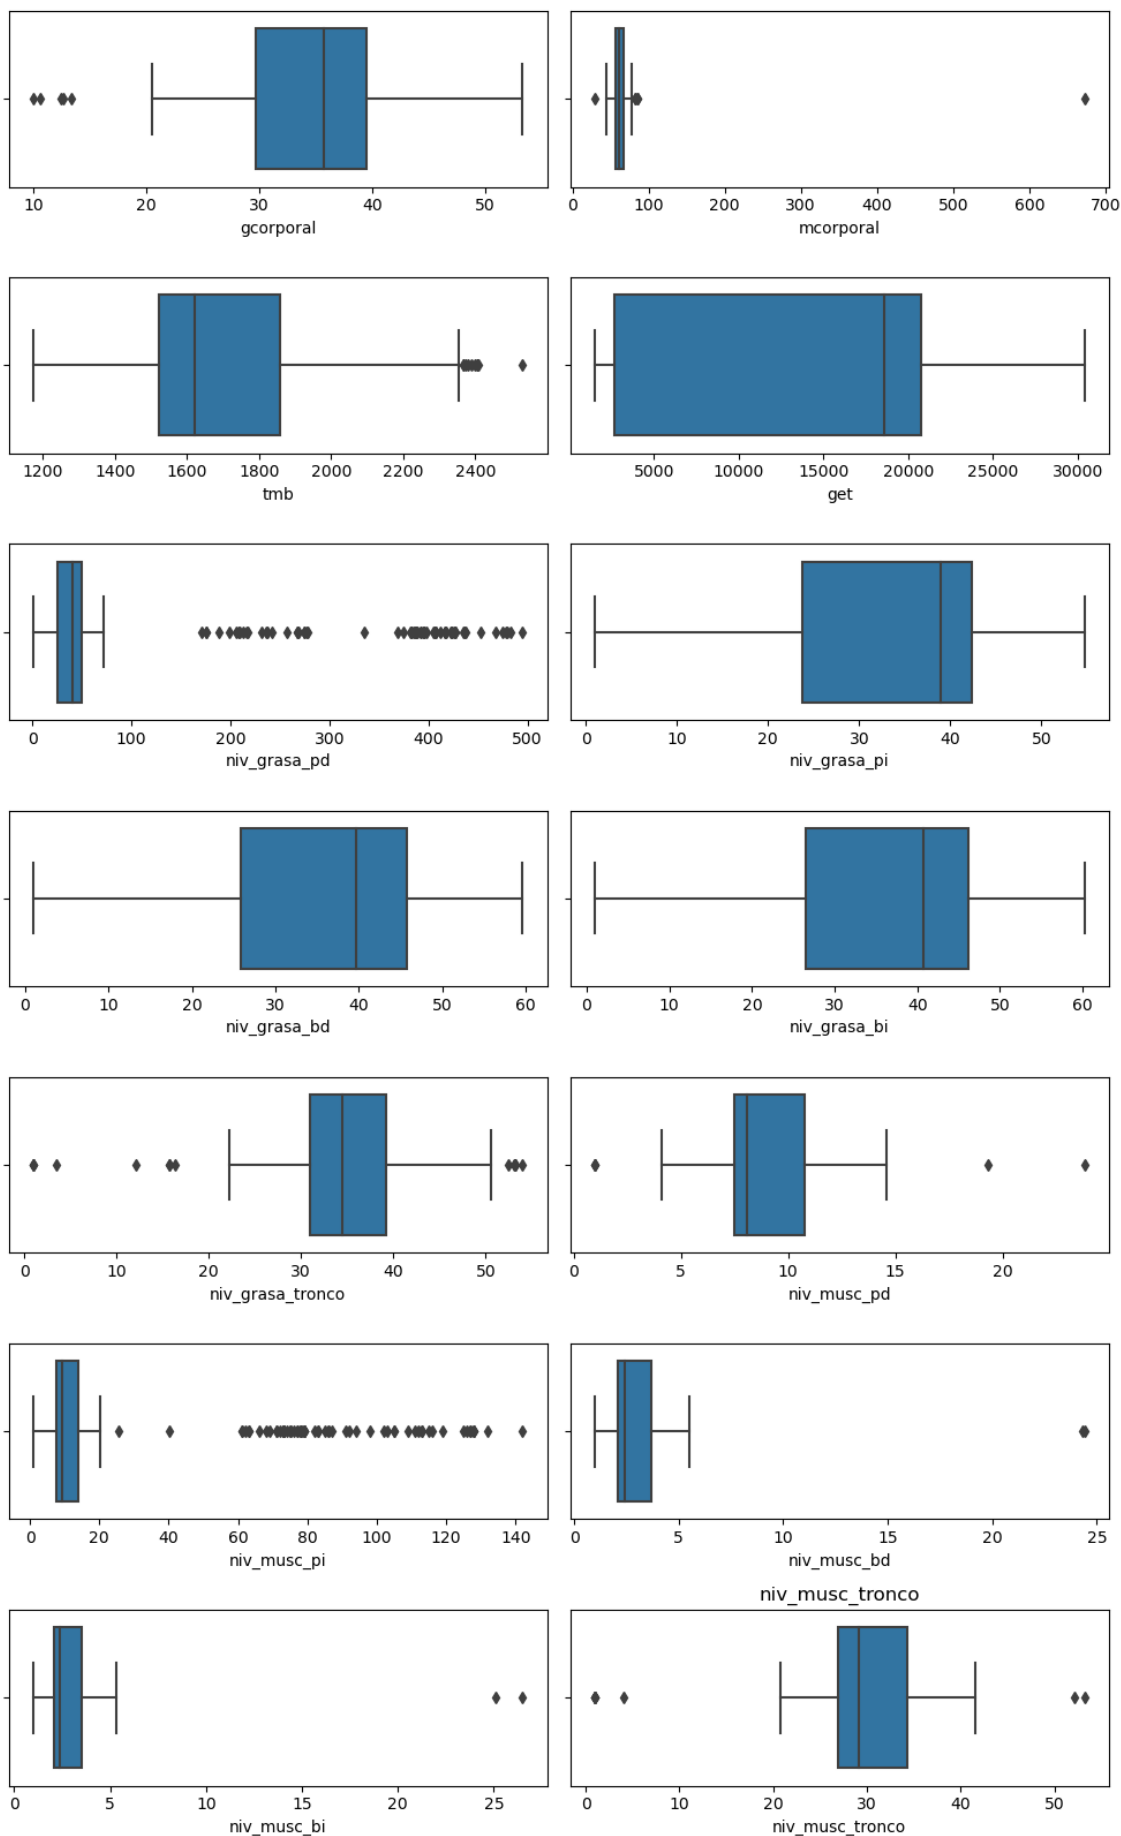 10 20 30 40 50
gcorporal
0 100 200 300 400 500 600 700
mcorporal
1200 1400 1600 1800 2000 2200 2400
tmb
5000 10000 15000 20000 25000 30000
get
0 100 200 300 400 500
niv_grasa_pd
0 10 20 30 40 50
niv_grasa_pi
0 10 20 30 40 50 60
niv_grasa_bd
0 10 20 30 40 50 60
niv_grasa_bi
0 10 20 30 40 50
niv_grasa_tronco
0 5 10 15 20
niv_musc_pd
0 20 40 60 80 100 120 140
niv_musc_pi
0 5 10 15 20 25
niv_musc_bd
0 5 10 15 20 25
niv_musc_bi
niv_musc_tronco
0 10 20 30 40 50
niv_musc_tronco